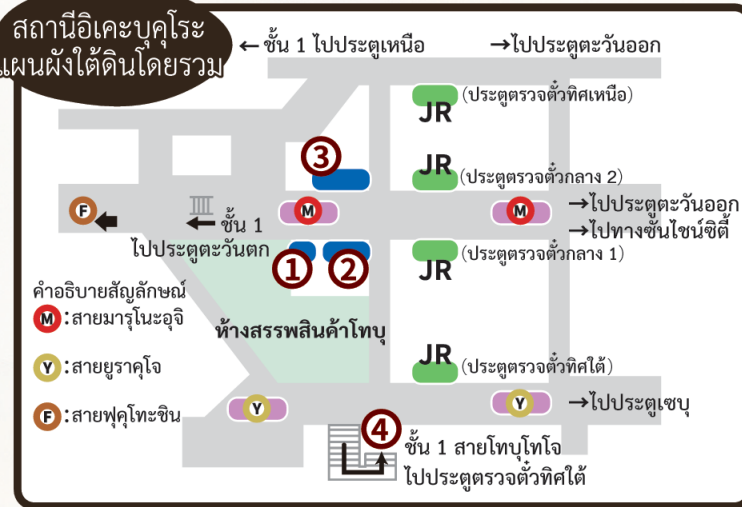 สถานีอิเคะบุคุโระ
แผนผังใต้ดินโดยรวม
← ชั้น 1 ไปประตูเหนือ
→ไปประตูตะวันออก
JR (ประตูตรวจตั๋วทิศเหนือ)
③
JR (ประตูตรวจตั๋วกลาง 2)
F
M
M
→ไปประตูตะวันออก
→ไปทางซันไชน์ซิตี้
← ชั้น 1
ไปประตูตะวันตก
① ②
JR (ประตูตรวจตั๋วกลาง 1)
คำอธิบายสัญลักษณ์
M :สายมารุโนะอุจิ
Y :สายยูราคุโจ
F :สายฟุคุโทะชิน
ห้างสรรพสินค้าโทบุ
JR (ประตูตรวจตั๋วทิศใต้)
Y
Y
→ไปประตูเซบุ
④
ชั้น 1 สายโทบุโทโจ
ไปประตูตรวจตั๋วทิศใต้